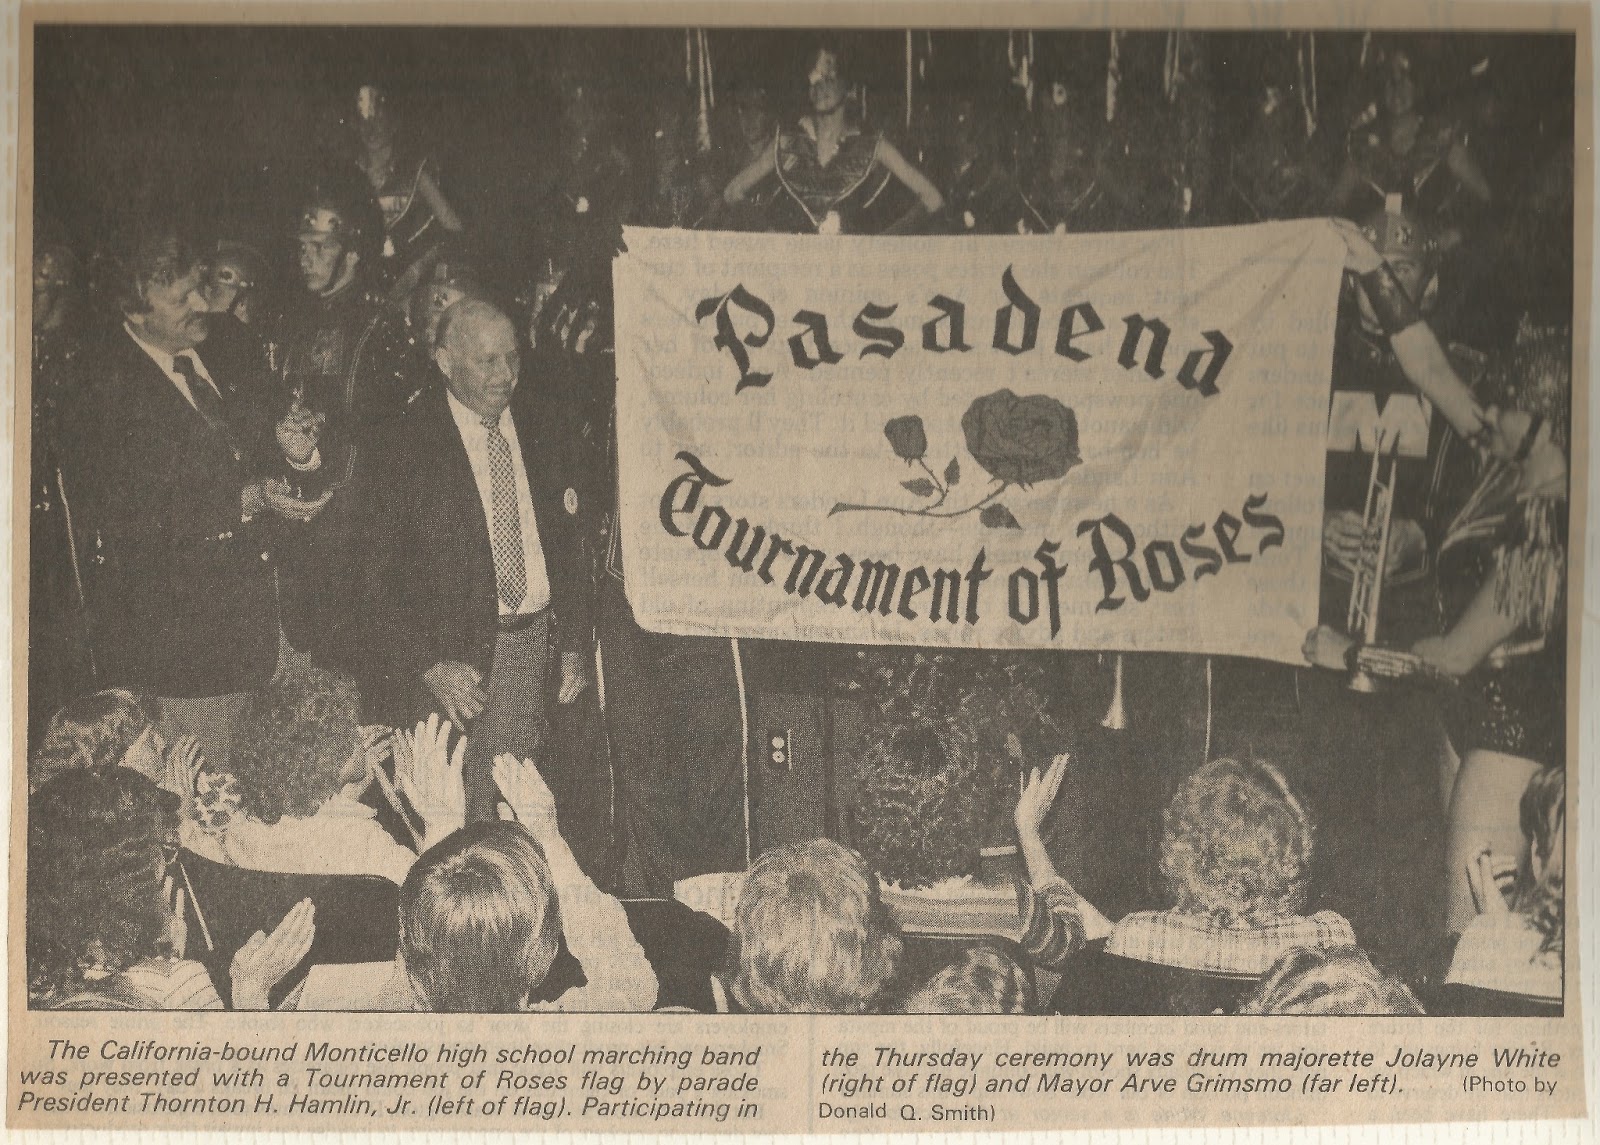 Pasadena
Tournament of Roses
M
The California-bound Monticello high school marching band
was presented with a Tournament of Roses flag by parade
President Thornton H. Hamlin, Jr. (left of flag). Participating in
the Thursday ceremony was drum majorette Jolayne White
(right of flag) and Mayor Arve Grimsmo (far left). (Photo by
Donald Q. Smith)